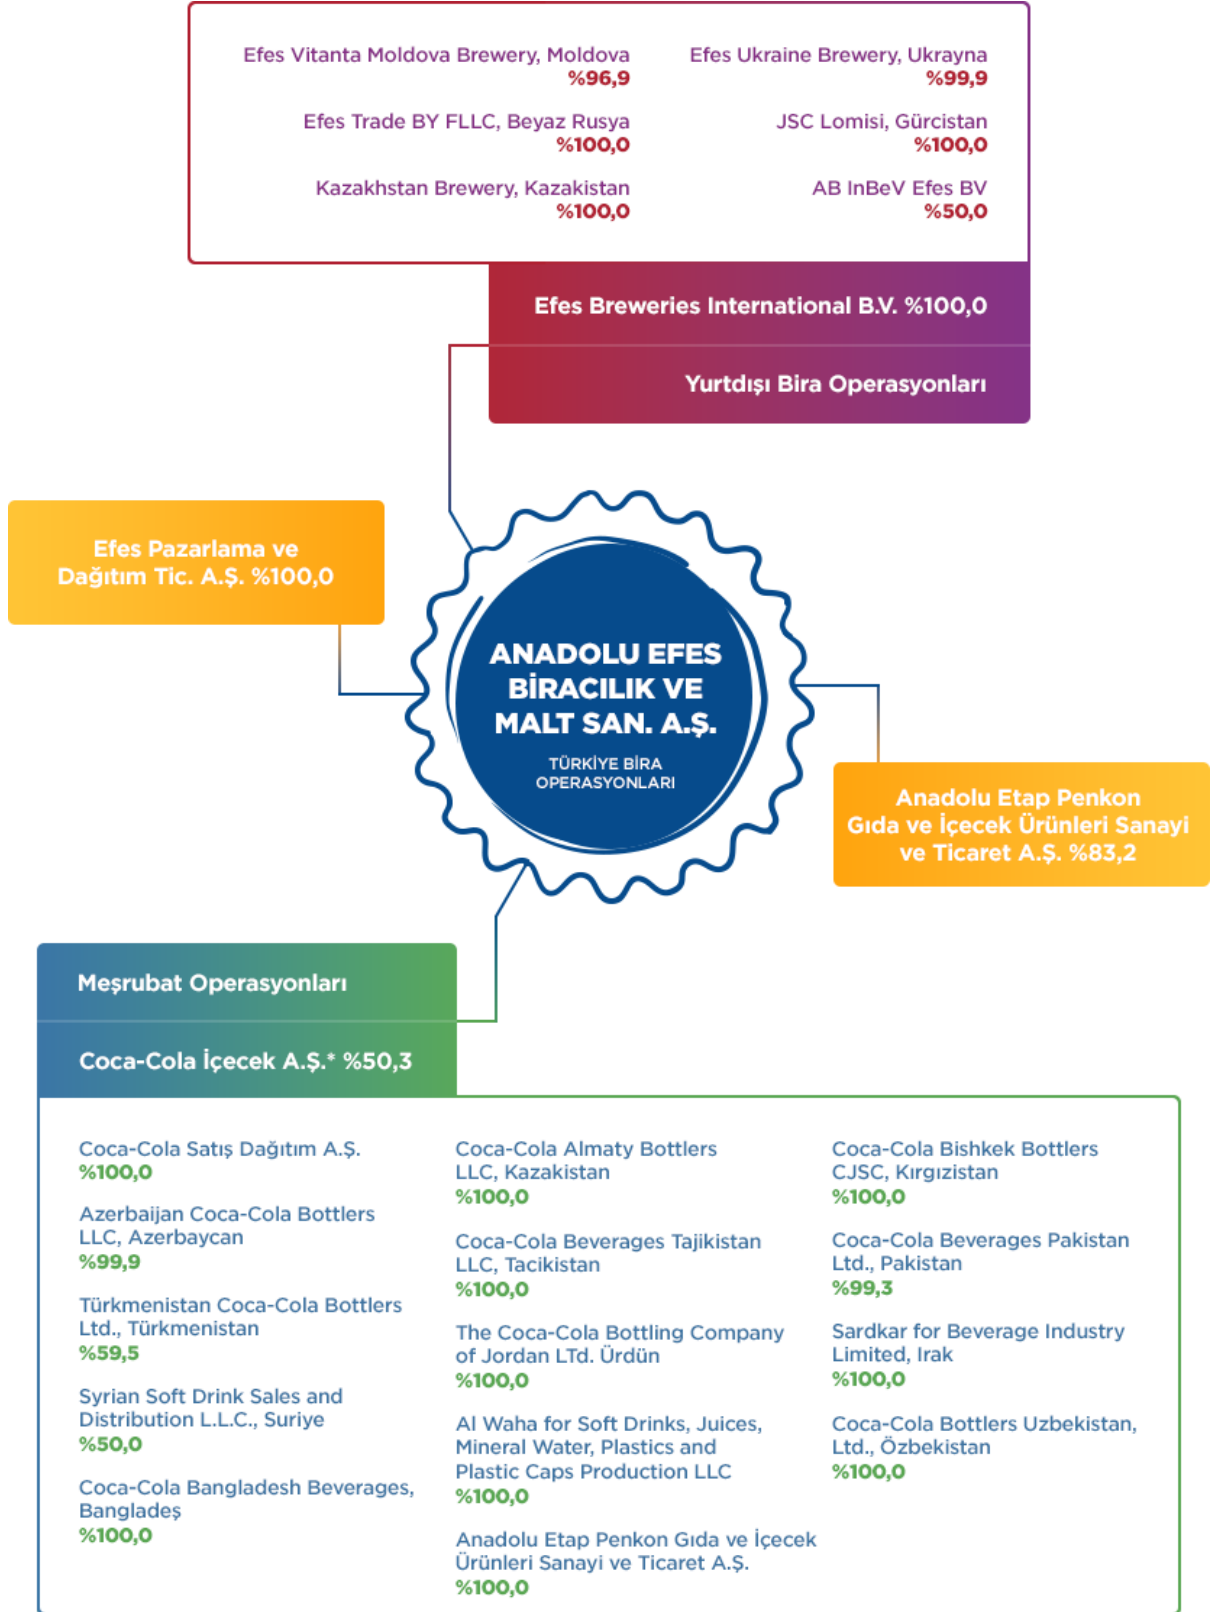 Efes Vitanta Moldova Brewery, Moldova
%96,9
Efes Trade BY FLLC, Beyaz Rusya
%100,0
Kazakhstan Brewery, Kazakistan
%100,0
Efes Ukraine Brewery, Ukrayna
%99,9
JSC Lomisi, Gürcistan
%100,0
AB InBeV Efes BV
%50,0
Efes Breweries International B.V. %100,0
Yurtdışı Bira Operasyonları
Efes Pazarlama ve
Dağıtım Tic. A.Ş. %100,0
ANADOLU EFES
BİRACILIK VE
MALT SAN. A.Ş.
TÜRKİYE BİRA
OPERASYONLARI
Anadolu Etap Penkon
Gıda ve İçecek Ürünleri Sanayi
ve Ticaret A.Ş. %83,2
Meşrubat Operasyonları
Coca-Cola İçecek A.Ş.* %50,3
Coca-Cola Satış Dağıtım A.Ş.
%100,0
Azerbaijan Coca-Cola Bottlers
LLC, Azerbaycan
%99,9
Türkmenistan Coca-Cola Bottlers
Ltd., Türkmenistan
%59,5
Syrian Soft Drink Sales and
Distribution L.L.C., Suriye
%50,0
Coca-Cola Bangladesh Beverages,
Bangladeş
%100,0
Coca-Cola Almaty Bottlers
LLC, Kazakistan
%100,0
Coca-Cola Beverages Tajikistan
LLC, Tacikistan
%100,0
The Coca-Cola Bottling Company
of Jordan LTd. Ürdün
%100,0
Al Waha for Soft Drinks, Juices,
Mineral Water, Plastics and
Plastic Caps Production LLC
%100,0
Anadolu Etap Penkon Gıda ve İçecek
Ürünleri Sanayi ve Ticaret A.Ş.
%100,0
Coca-Cola Bishkek Bottlers
CJSC, Kırgızistan
%100,0
Coca-Cola Beverages Pakistan
Ltd., Pakistan
%99,3
Sardkar for Beverage Industry
Limited, Irak
%100,0
Coca-Cola Bottlers Uzbekistan,
Ltd., Özbekistan
%100,0